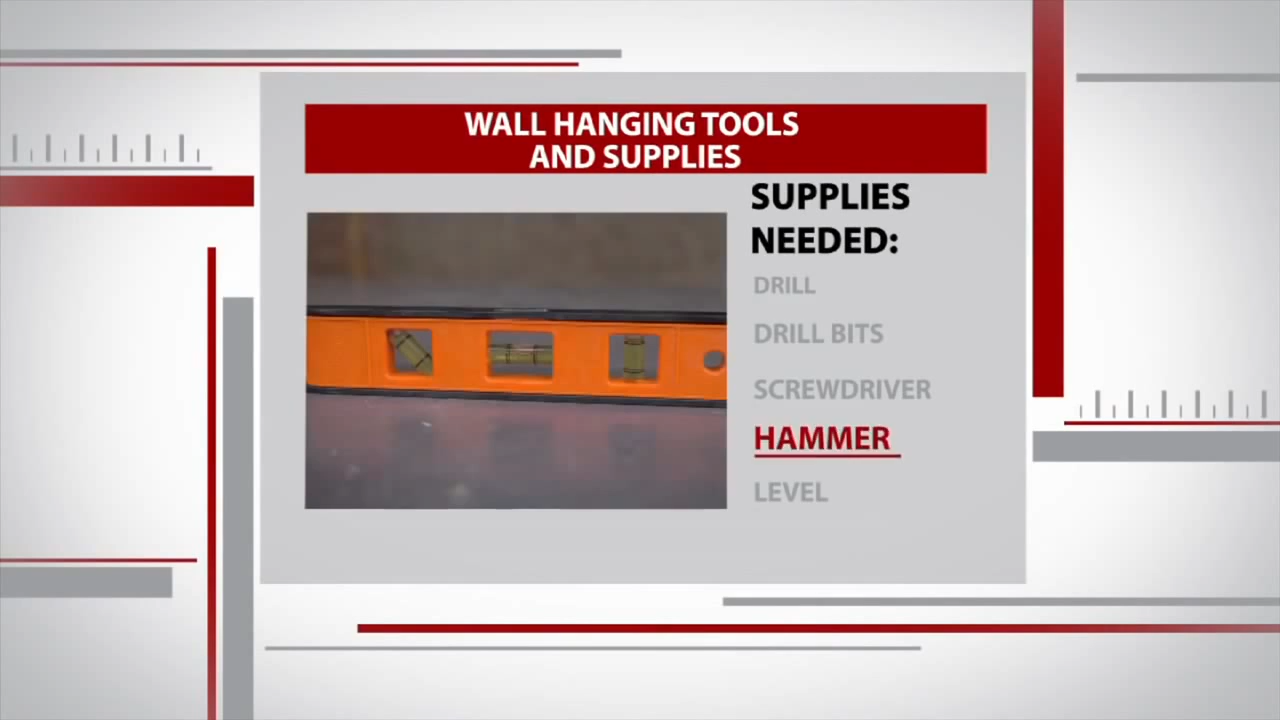 WALL HANGING TOOLS
AND SUPPLIES
SUPPLIES
NEEDED:
DRILL
DRILL BITS
SCREWDRIVER
HAMMER
LEVEL